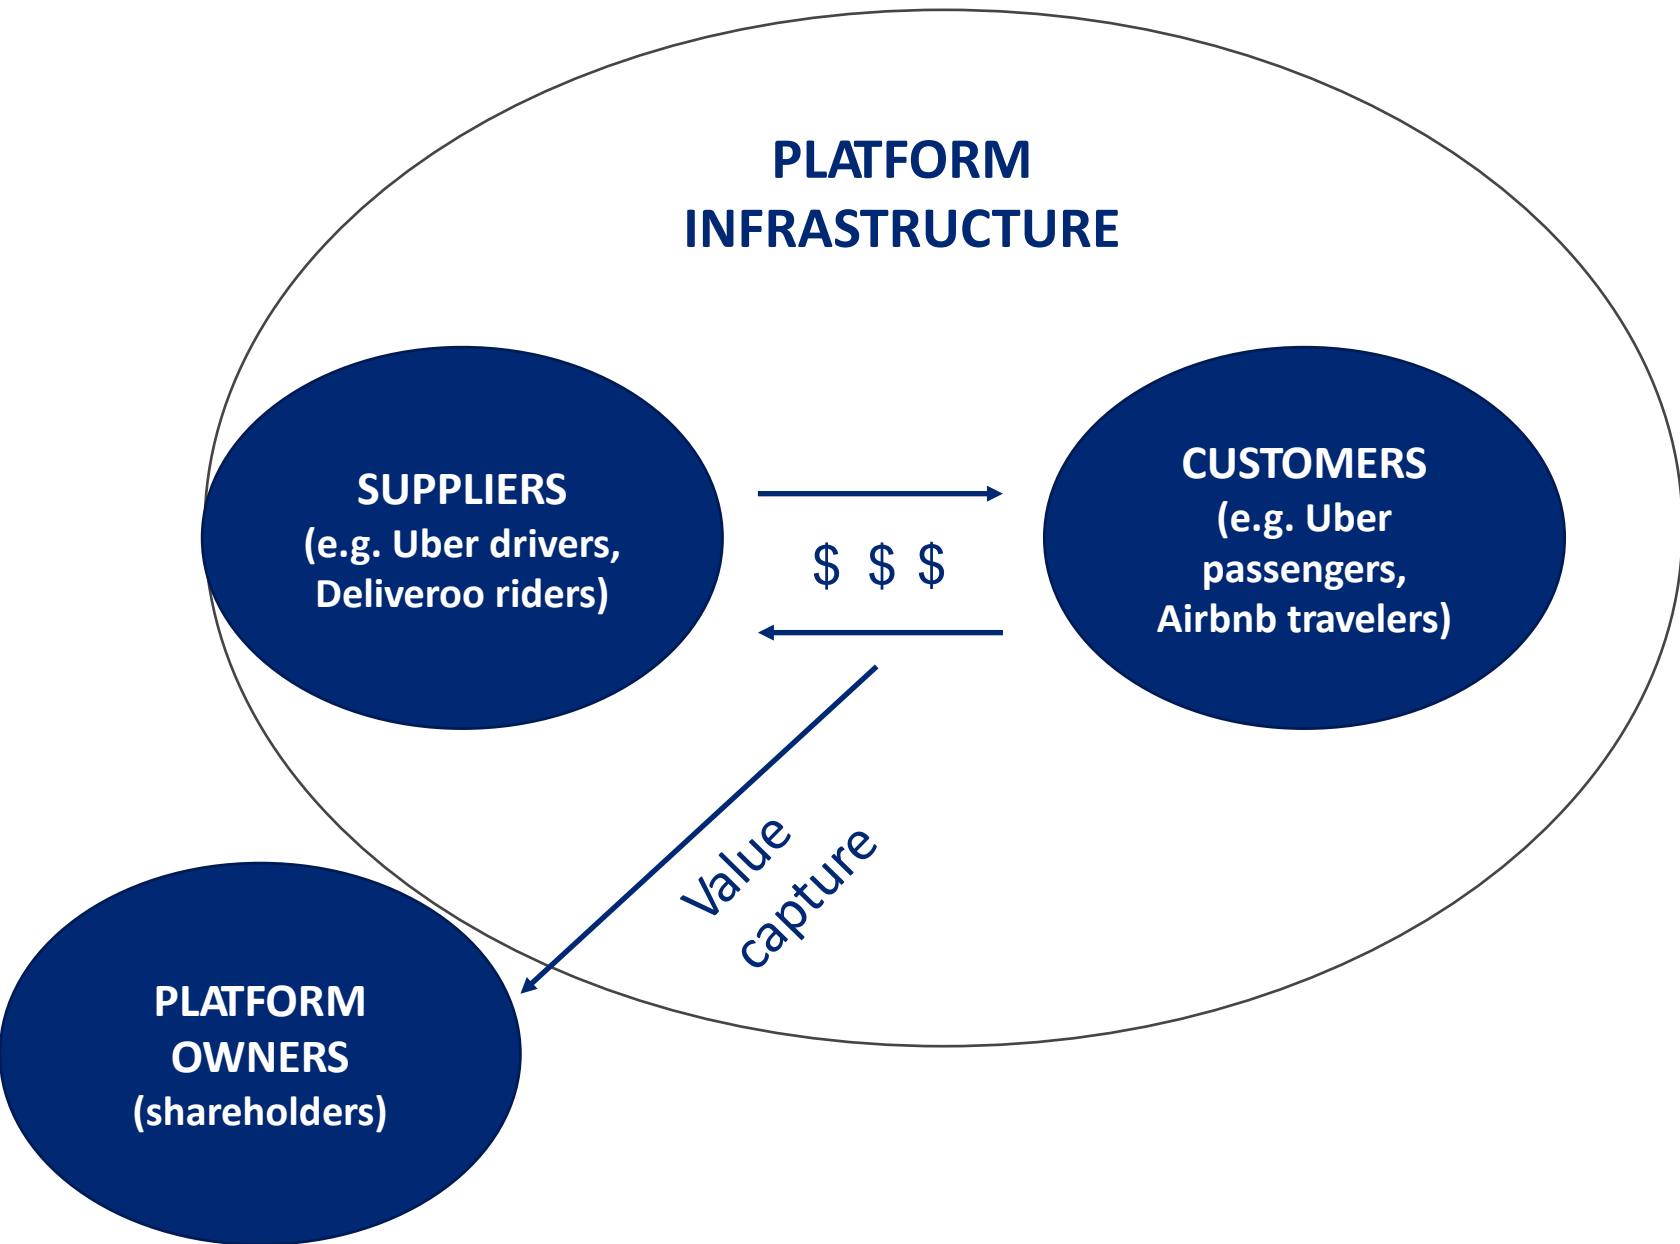 PLATFORM
INFRASTRUCTURE
SUPPLIERS
(e.g. Uber drivers,
Deliveroo riders)
$ $ $
CUSTOMERS
(e.g. Uber
passengers,
Airbnb travelers)
Value
capture
PLATFORM
OWNERS
(shareholders)